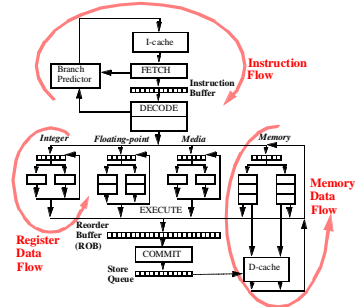 I-cache
Branch
Predictor
FETCH
Instruction
Flow
Instruction
Buffer
DECODE
Integer
Floating-point
Media
Memory
Memory
Data
Flow
EXECUTE
Register
Data
Flow
Reorder
Buffer
(ROB)
COMMIT
Store
Queue
D-cache